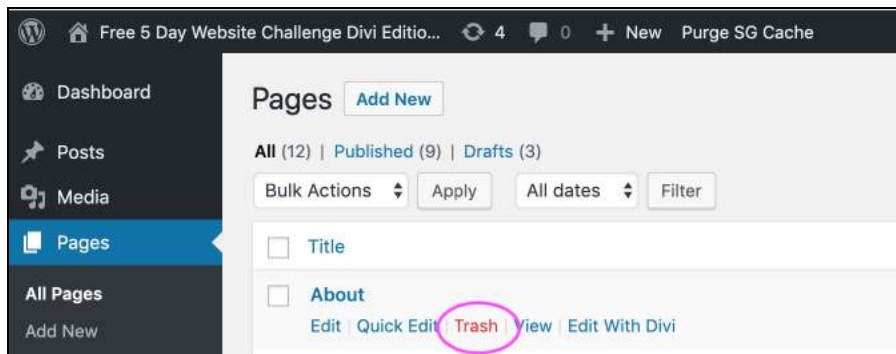 Free 5 Day Website Challenge Divi Editio... 4 0 + New Purge SG Cache
Dashboard
Posts
Media
Pages
All Pages
Add New
Pages Add New
All (12) | Published (9) | Drafts (3)
Bulk Actions Apply All dates Filter
Title
About
Edit | Quick Edit | Trash | View | Edit With Divi